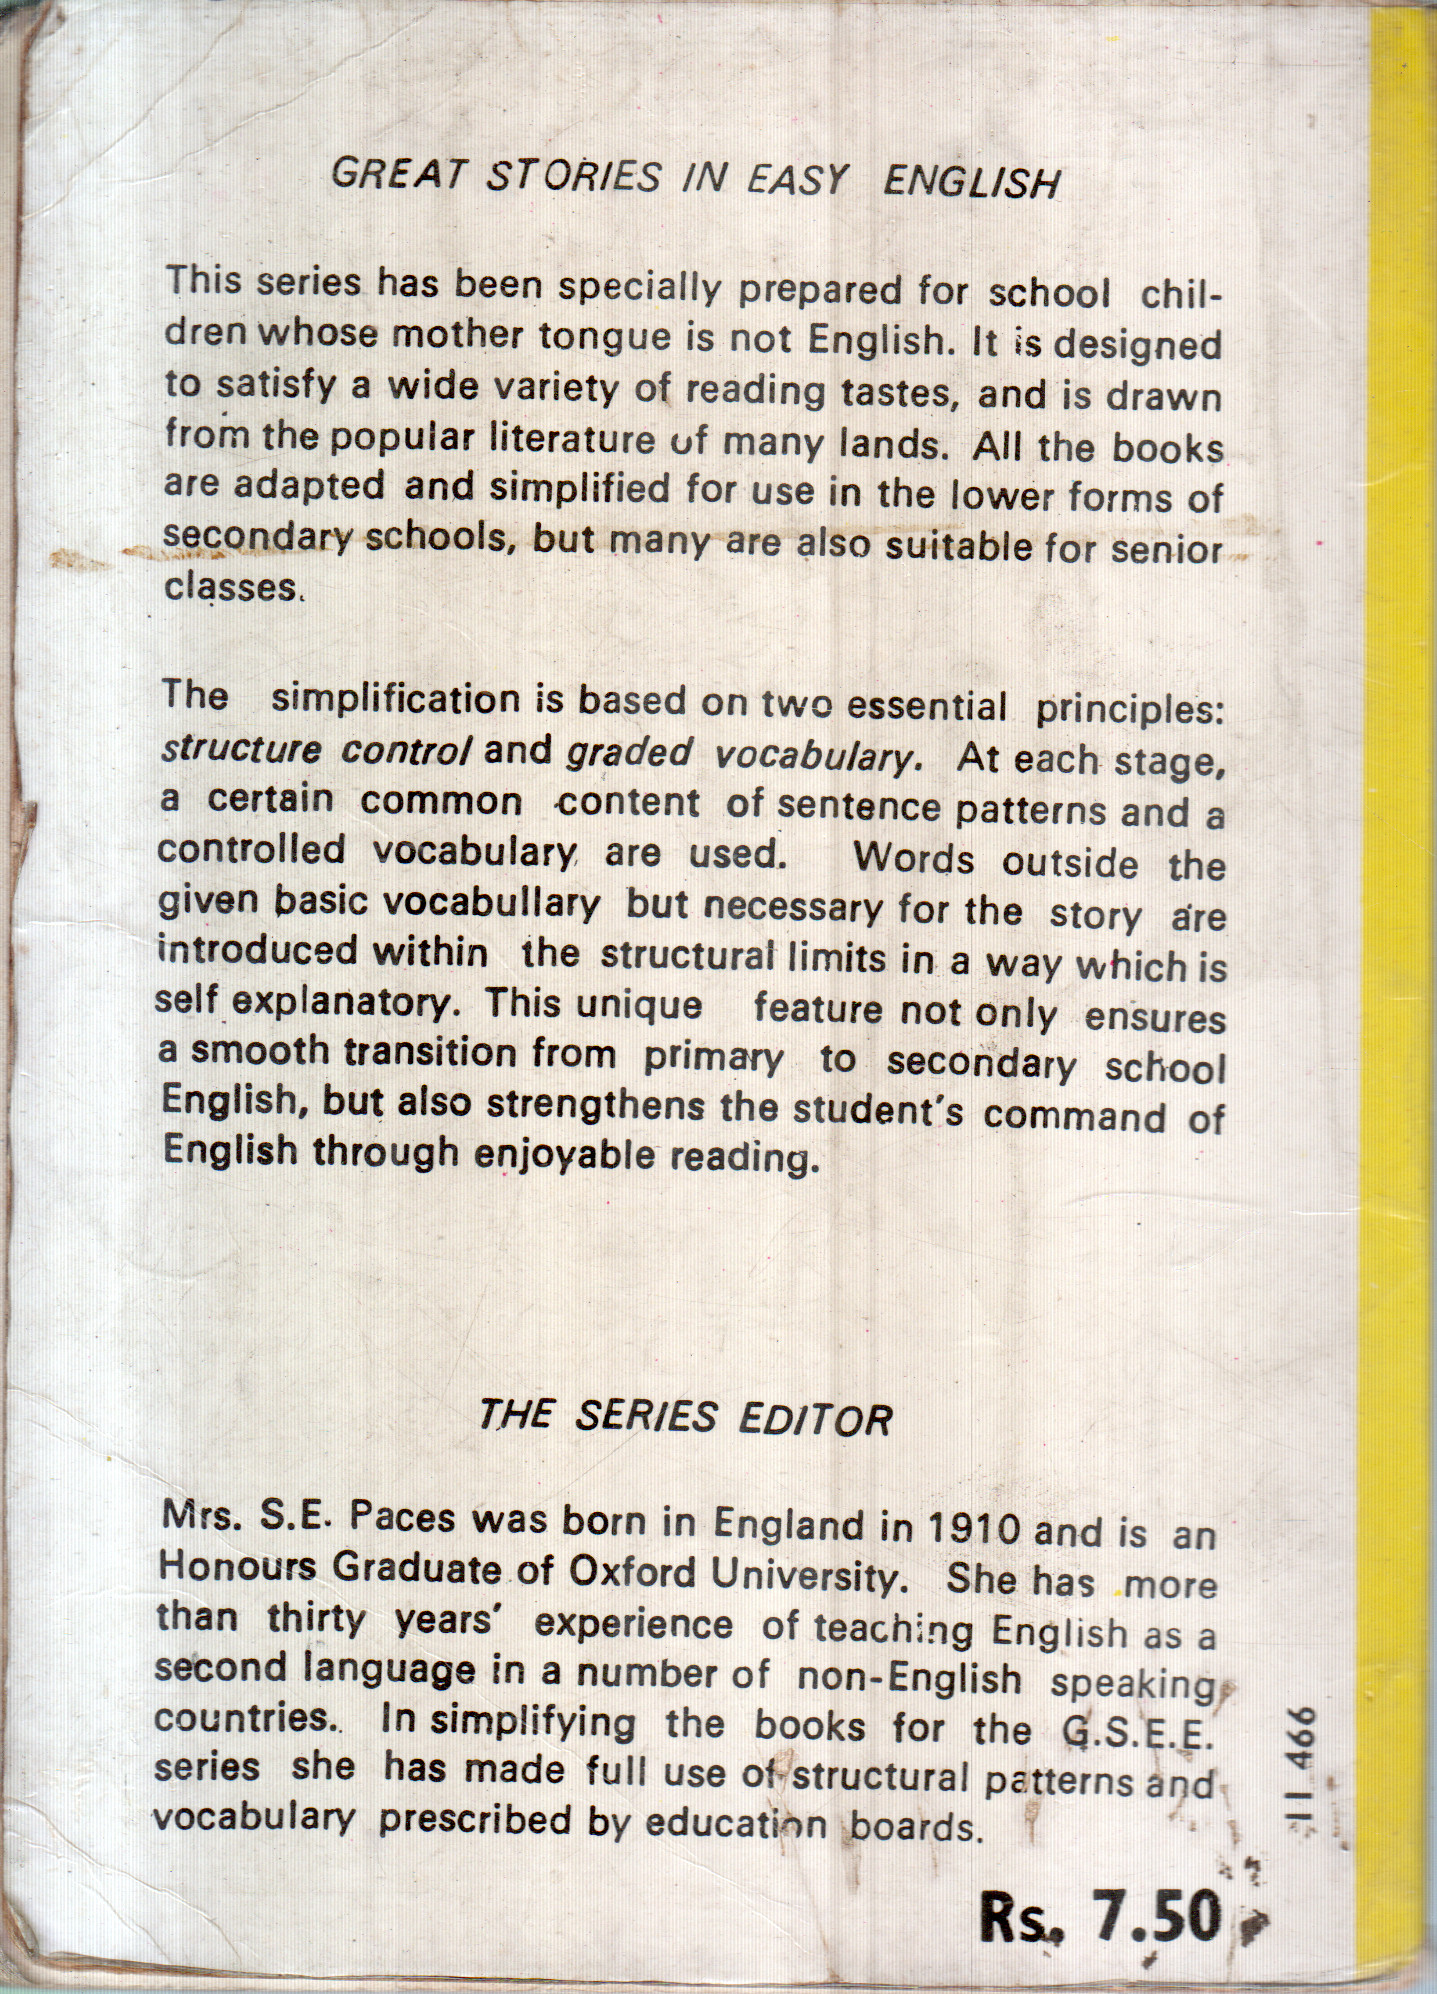 GREAT STORIES IN EASY ENGLISH
This series has been specially prepared for school chil-
dren whose mother tongue is not English. It is designed
to satisfy a wide variety of reading tastes, and is drawn
from the popular literature of many lands. All the books
are adapted and simplified for use in the lower forms of
secondary schools, but many are also suitable for senior
classes.
The simplification is based on two essential principles:
structure control and graded vocabulary. At each stage,
a certain common content of sentence patterns and a
controlled vocabulary are used. Words outside the
given basic vocabullary but necessary for the story are
introduced within the structural limits in a way which is
self explanatory. This unique feature not only ensures
a smooth transition from primary to secondary school
English, but also strengthens the student's command of
English through enjoyable reading.
THE SERIES EDITOR
Mrs. S.E. Paces was born in England in 1910 and is an
Honours Graduate of Oxford University. She has more
than thirty years' experience of teaching English as a
second language in a number of non-English speaking
countries. In simplifying the books for the G.S.E.E.
series she has made full use of structural patterns and
vocabulary prescribed by education boards.
Rs. 7.50